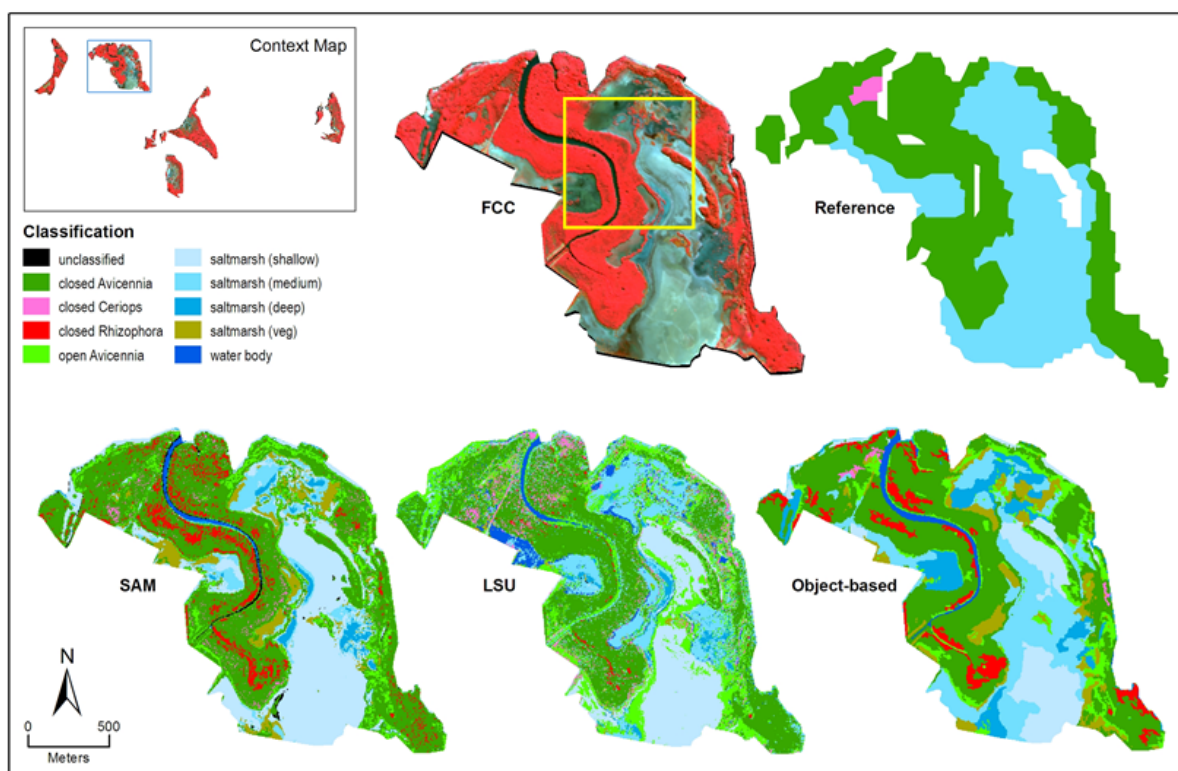 Context Map
FCC
Reference
Classification
unclassified
closed Avicennia
closed Ceriops
closed Rhizophora
open Avicennia
saltmarsh (shallow)
saltmarsh (medium)
saltmarsh (deep)
saltmarsh (veg)
water body
SAM
LSU
Object-based
N
0 500
Meters